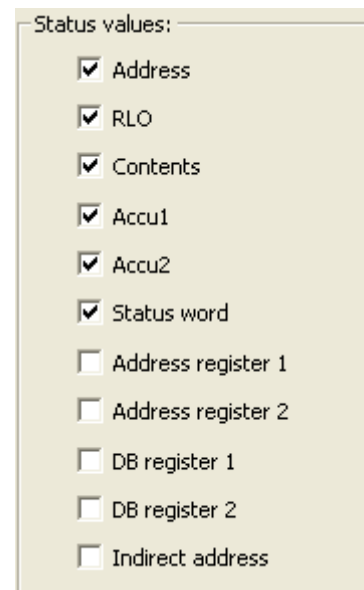 Status values:
Address
RLO
Contents
Accu1
Accu2
Status word
Address register 1
Address register 2
DB register 1
DB register 2
Indirect address